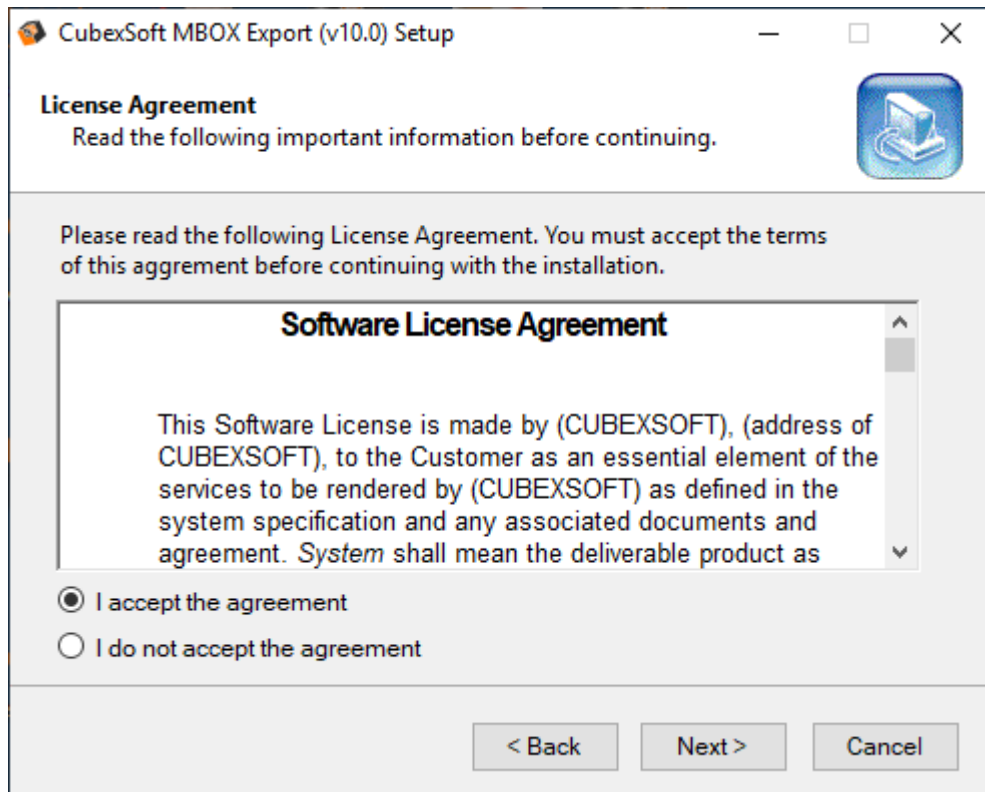 CubexSoft MBOX Export (v10.0) Setup
License Agreement
Read the following important information before continuing.
Please read the following License Agreement. You must accept the terms
of this aggrement before continuing with the installation.
Software License Agreement
This Software License is made by (CUBEXSOFT), (address of
CUBEXSOFT), to the Customer as an essential element of the
services to be rendered by (CUBEXSOFT) as defined in the
system specification and any associated documents and
agreement. System shall mean the deliverable product as
I accept the agreement
I do not accept the agreement
< Back
Next >
Cancel